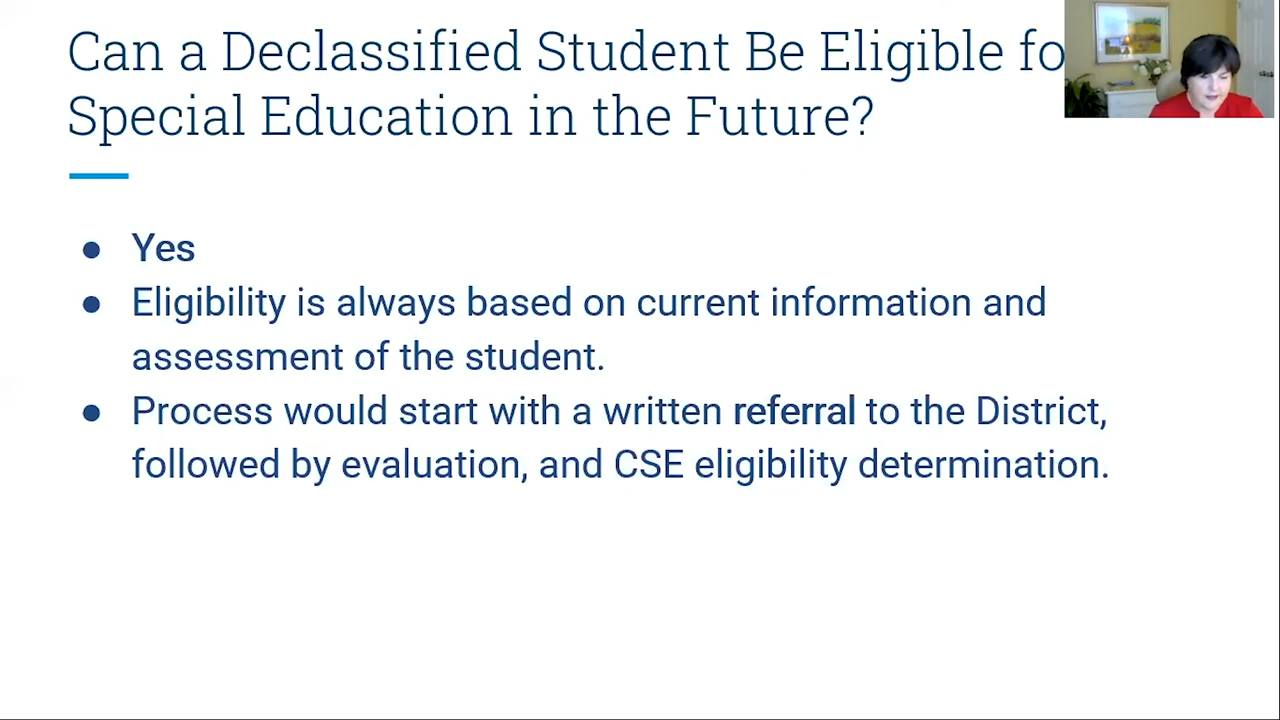 Can a Declassified Student Be Eligible fo
Special Education in the Future?
● Yes
● Eligibility is always based on current information and
assessment of the student.
● Process would start with a written referral to the District,
followed by evaluation, and CSE eligibility determination.